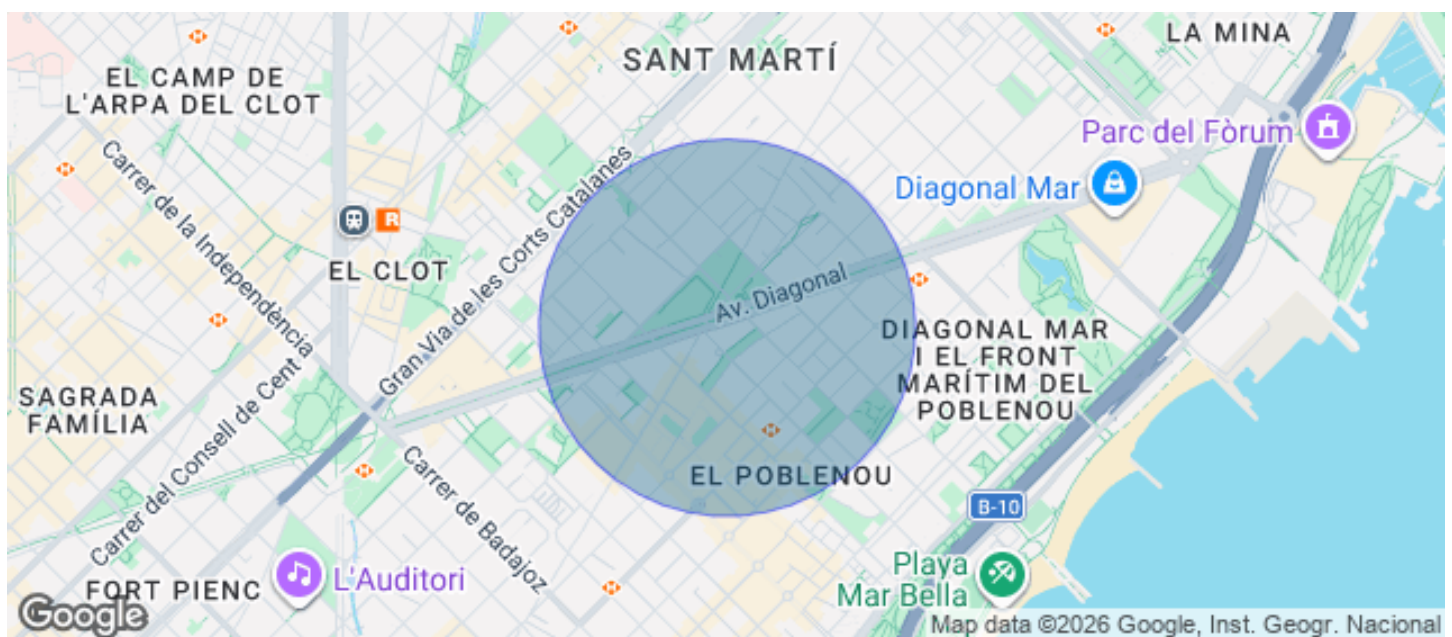 LA MINA
SANT MARTÍ
EL CAMP DE
L'ARPA DEL CLOT
Parc del Fòrum
Carrer de la Independència
Gran Via de les Corts Catalanes
Diagonal Mar
R
EL CLOT
Av. Diagonal
DIAGONAL MAR
I EL FRONT
MARÍTIM DEL
POBLENOU
SAGRADA
FAMÍLIA
Carrer del Consell de Cent
Carrer de Badajoz
EL POBLENOU
B-10
Playa
Mar Bella
L'Auditori
FORT PIENC
Google
Map data ©2026 Google, Inst. Geogr. Nacional